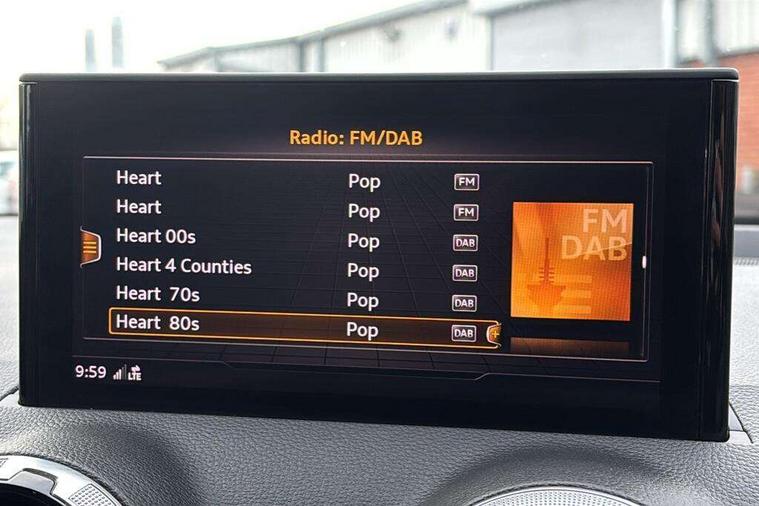 Radio: FM/DAB
Heart Pop FM
Heart Pop FM
Heart 00s Pop DAB
Heart 4 Counties Pop DAB
Heart 70s Pop DAB
Heart 80s Pop DAB
FM
DAB
9:59 LTE